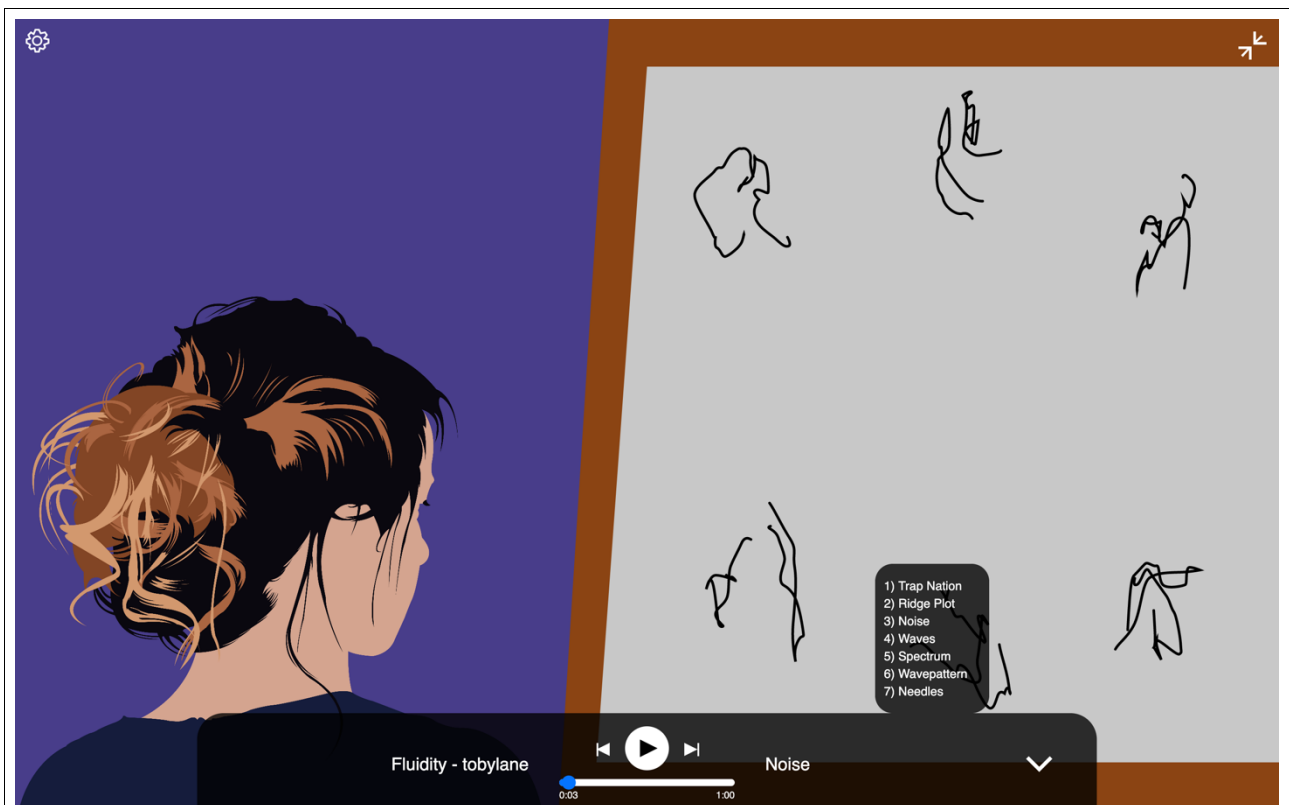 1) Trap Nation
2) Ridge Plot
3) Noise
4) Waves
5) Spectrum
6) Wavepattern
7) Needles
Fluidity - tobylane
Noise
0:03
1:00